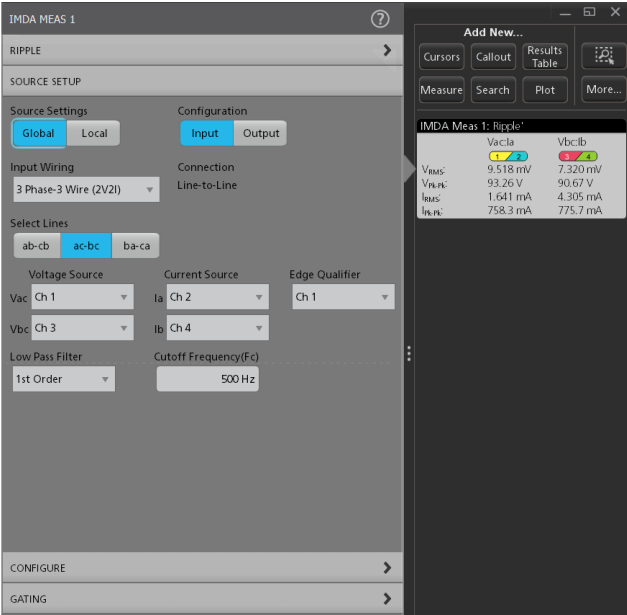 IMDA MEAS 1
?
RIPPLE
SOURCE SETUP
Source Settings
Configuration
Global
Local
Input
Output
Input Wiring
Connection
3 Phase-3 Wire (2V2I)
Line-to-Line
Select Lines
ab-cb
ac-bc
ba-ca
Voltage Source
Current Source
Edge Qualifier
Vac
Ch 1
Ia
Ch 2
Ch 1
Vbc
Ch 3
Ib
Ch 4
Low Pass Filter
Cutoff Frequency(Fc)
1st Order
500 Hz
CONFIGURE
GATING
Add New...
Cursors
Callout
Results
Table
Measure
Search
Plot
More...
IMDA Meas 1: Ripple'
Vac:Ia
Vbc:Ib
1 2
3 4
VRMS: 9.518 mV 7.320 mV
VPk-Pk: 93.26 V 90.67 V
IRMS: 1.641 mA 4.305 mA
IPk-Pk: 758.3 mA 775.7 mA